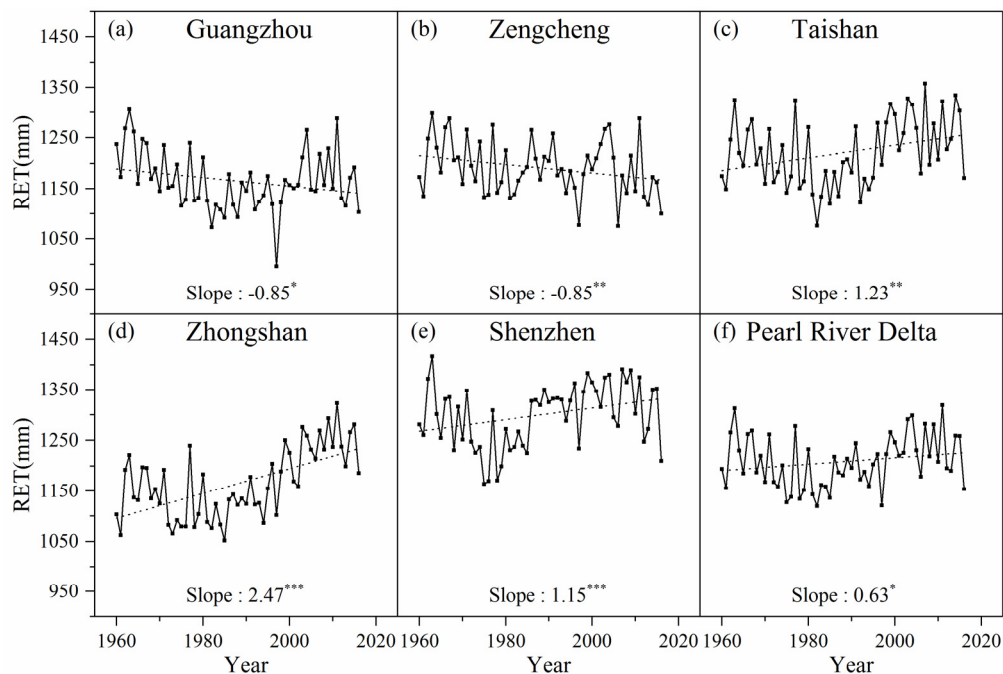 (a) Guangzhou
(b) Zengcheng
(c) Taishan
1450
1350
1250
1150
1050
950
RET(mm)
Slope : -0.85*
Slope : -0.85**
Slope : 1.23**
(d) Zhongshan
(e) Shenzhen
(f) Pearl River Delta
1450
1350
1250
1150
1050
950
RET(mm)
Slope : 2.47***
Slope : 1.15***
Slope : 0.63*
1960 1980 2000 2020
1960 1980 2000 2020
1960 1980 2000 2020
Year
Year
Year